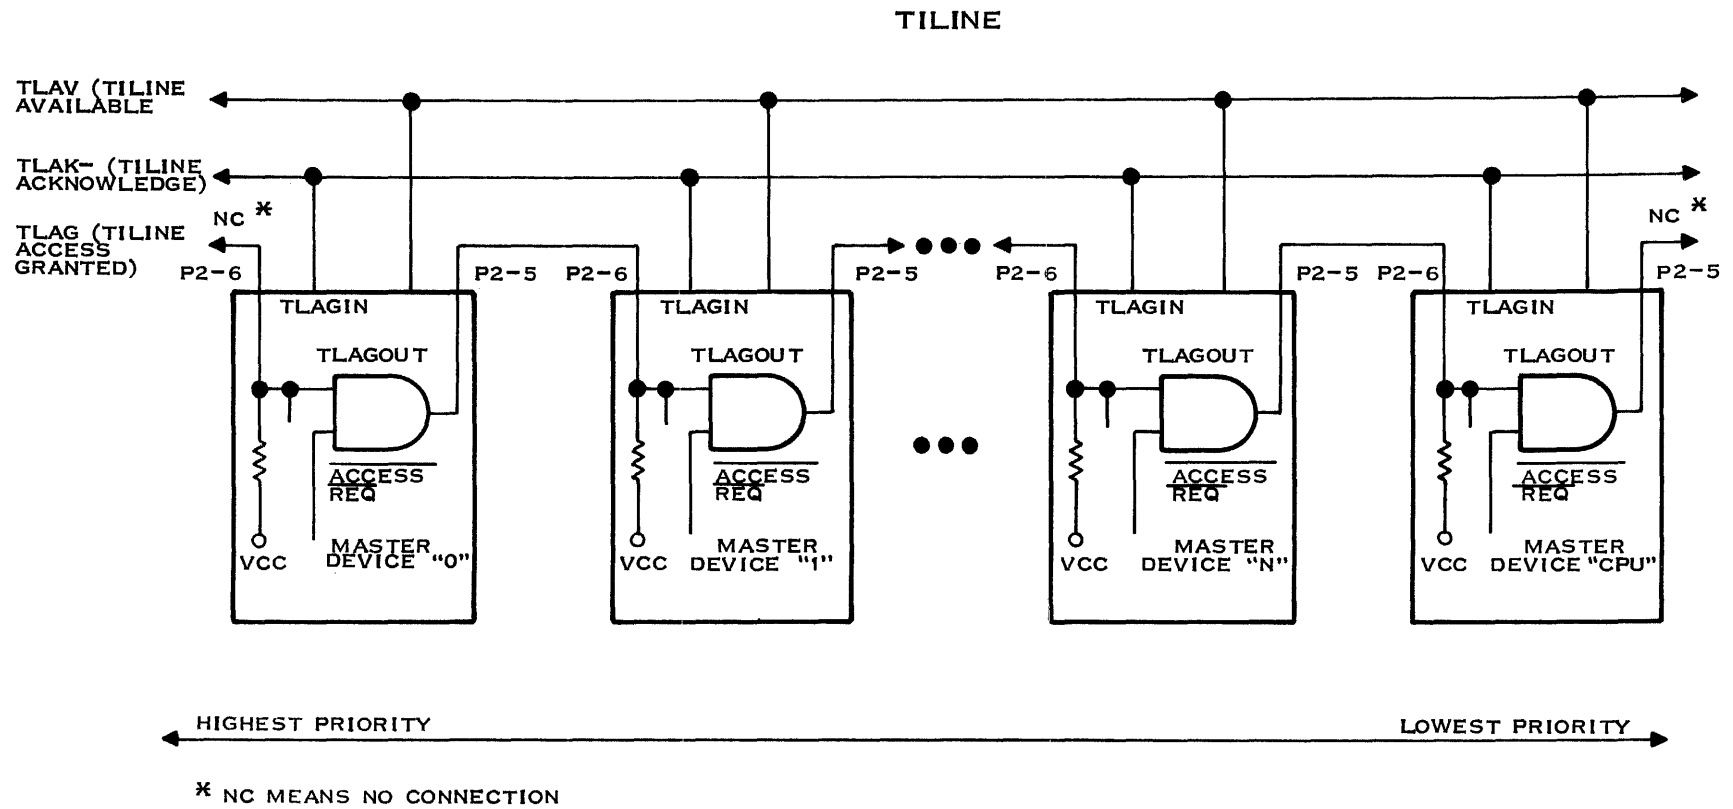 TILINE
TLAV (TILINE
AVAILABLE
TLAK- (TILINE
ACKNOWLEDGE)
NC *
NC *
TLAG (TILINE
ACCESS
GRANTED)
P2-6
P2-5
P2-6
P2-5
P2-6
P2-5
P2-6
P2-5
TLAGIN
TLAGIN
TLAGIN
TLAGIN
TLAGOUT
TLAGOUT
TLAGOUT
TLAGOUT
ACCESS
REQ
ACCESS
REQ
ACCESS
REQ
ACCESS
REQ
VCC
MASTER
DEVICE "0"
VCC
MASTER
DEVICE "1"
VCC
MASTER
DEVICE "N"
VCC
MASTER
DEVICE "CPU"
HIGHEST PRIORITY
LOWEST PRIORITY
* NC MEANS NO CONNECTION